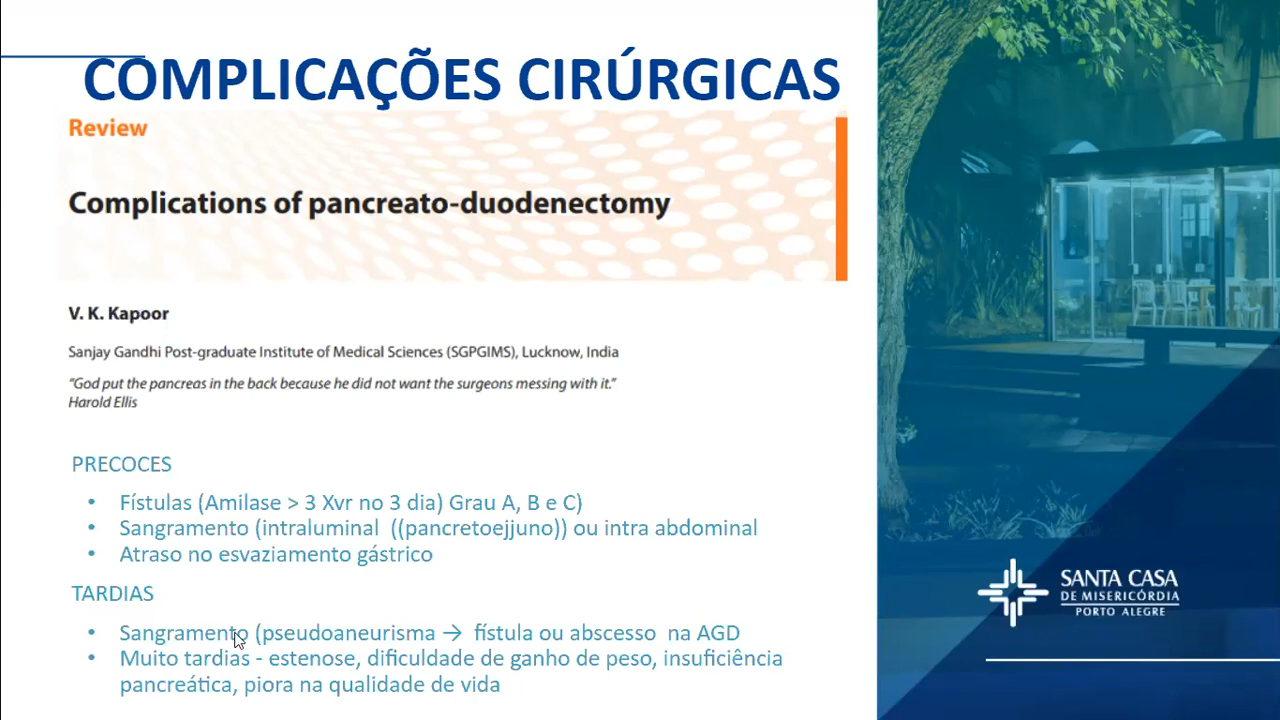 COMPLICAÇÕES CIRÚRGICAS
Review
Complications of pancreato-duodenectomy
V. K. Kapoor
Sanjay Gandhi Post-graduate Institute of Medical Sciences (SGPGIMS), Lucknow, India
“God put the pancreas in the back because he did not want the surgeons messing with it.”
Harold Ellis
PRECOCES
• Fístulas (Amilase > 3 Xvr no 3 dia) Grau A, B e C)
• Sangramento (intraluminal ((pancretoejjuno)) ou intra abdominal
• Atraso no esvaziamento gástrico
TARDIAS
• Sangramento (pseudoaneurisma → fístula ou abscesso na AGD
• Muito tardias - estenose, dificuldade de ganho de peso, insuficiência
pancreática, piora na qualidade de vida
SANTA CASA
DE MISERICÓRDIA
PORTO ALEGRE